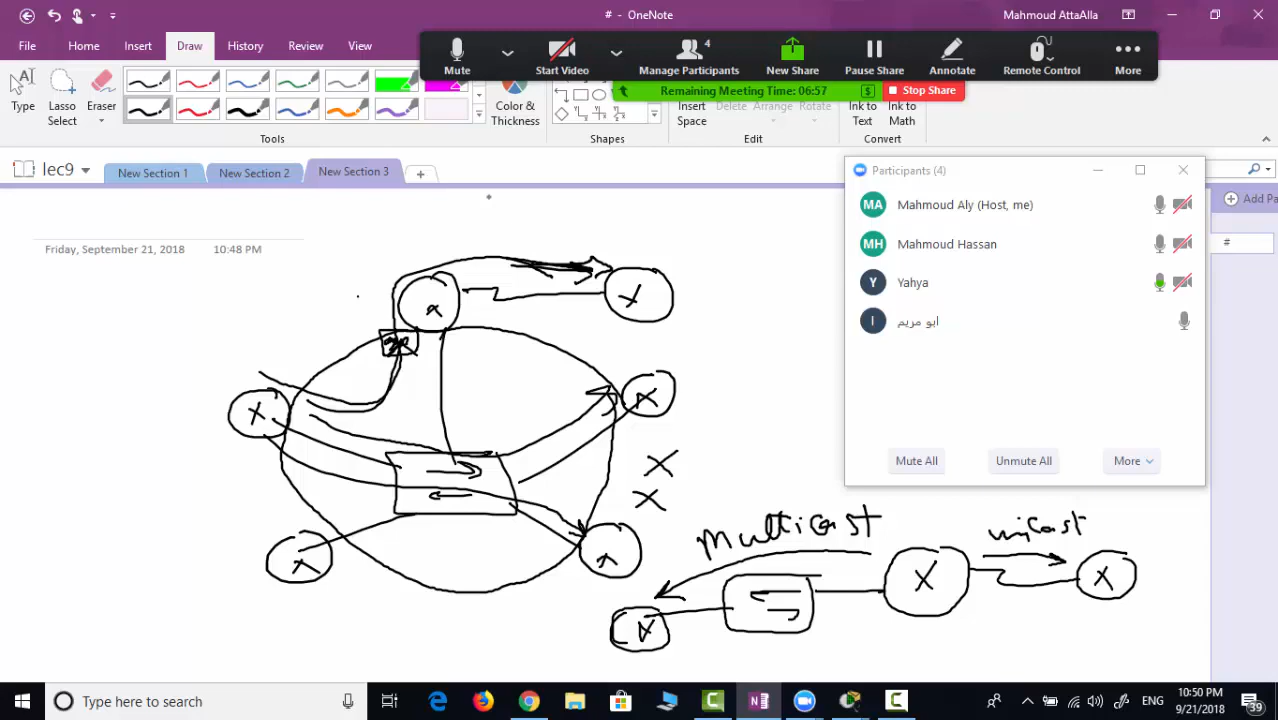 # - OneNote
Mahmoud AttaAlla
File
Home
Insert
Draw
History
Review
View
Mute
Start Video
4
Manage Participants
New Share
Pause Share
Annotate
Remote Control
More
Remaining Meeting Time: 06:57
$
Stop Share
Type
Lasso
Select
Eraser
Color &
Thickness
Insert
Space
Delete
Arrange
Rotate
Ink to
Text
Ink to
Math
Tools
Shapes
Edit
Convert
lec9
New Section 1
New Section 2
New Section 3
Add Pa
#
Participants (4)
MA
Mahmoud Aly (Host, me)
MH
Mahmoud Hassan
Y
Yahya
I
ابو مريم
Mute All
Unmute All
More
Friday, September 21, 2018
10:48 PM
X
X
X
X
X
X
X
X
Multicast
unicast
X
X
X
Type here to search
ENG
10:50 PM
9/21/2018
39